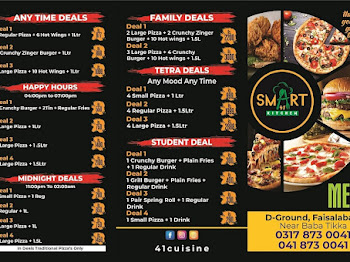 ANY TIME DEALS
Deal 1
Regular Pizza + 6 Hot Wings + 1Ltr
Deal 2
Crunchy Zinger Burger + 1Ltr
Deal 3
Large Pizza + 10 Hot Wings + 1Ltr
HAPPY HOURS
04:00pm to 07:00pm
Deal 1
Crunchy Burger + 2Tin + Regular Fries
Deal 2
Large Pizza + 1Ltr
Deal 3
Large Pizza + 1.5Ltr
Deal 4
Large Pizza + 1.5Ltr
MIDNIGHT DEALS
11:00pm To 02:00am
Deal 1
Small Pizza + 1 Reg
Deal 2
Regular + 1L
Deal 3
Large Pizza + 1Ltr
Deal 4
Large Pizza + 1.5Ltr
in Deals Traditional Pizza's Only
FAMILY DEALS
Deal 1
2 Large Pizza + 2 Crunchy Zinger
Burger + 10 Hot wings + 1.5L
Deal 2
3 Large Pizza + 4 Crunchy
Burger + 10 Hot wings + 1.5L
TETRA DEALS
Any Mood Any Time
Deal 1
4 Small Pizza + 1 Ltr
Deal 2
4 Regular Pizza + 1.5Ltr
Deal 3
4 Large Pizza + 1.5Ltr
STUDENT DEAL
Deal 1
1 Crunchy Burger + Plain Fries
+ 1 Regular Drink
Deal 2
1 Grill Burger + Plain Fries +
1 Regular Drink
Deal 3
1 Pair Spring Roll + 1 Regular
Drink
Deal 4
1 Small Pizza + 1 Drink
41cuisine
SMART
KITCHEN
ME
D-Ground, Faisalaba
Near Baba Tikka
0317 873 0041
041 873 0041